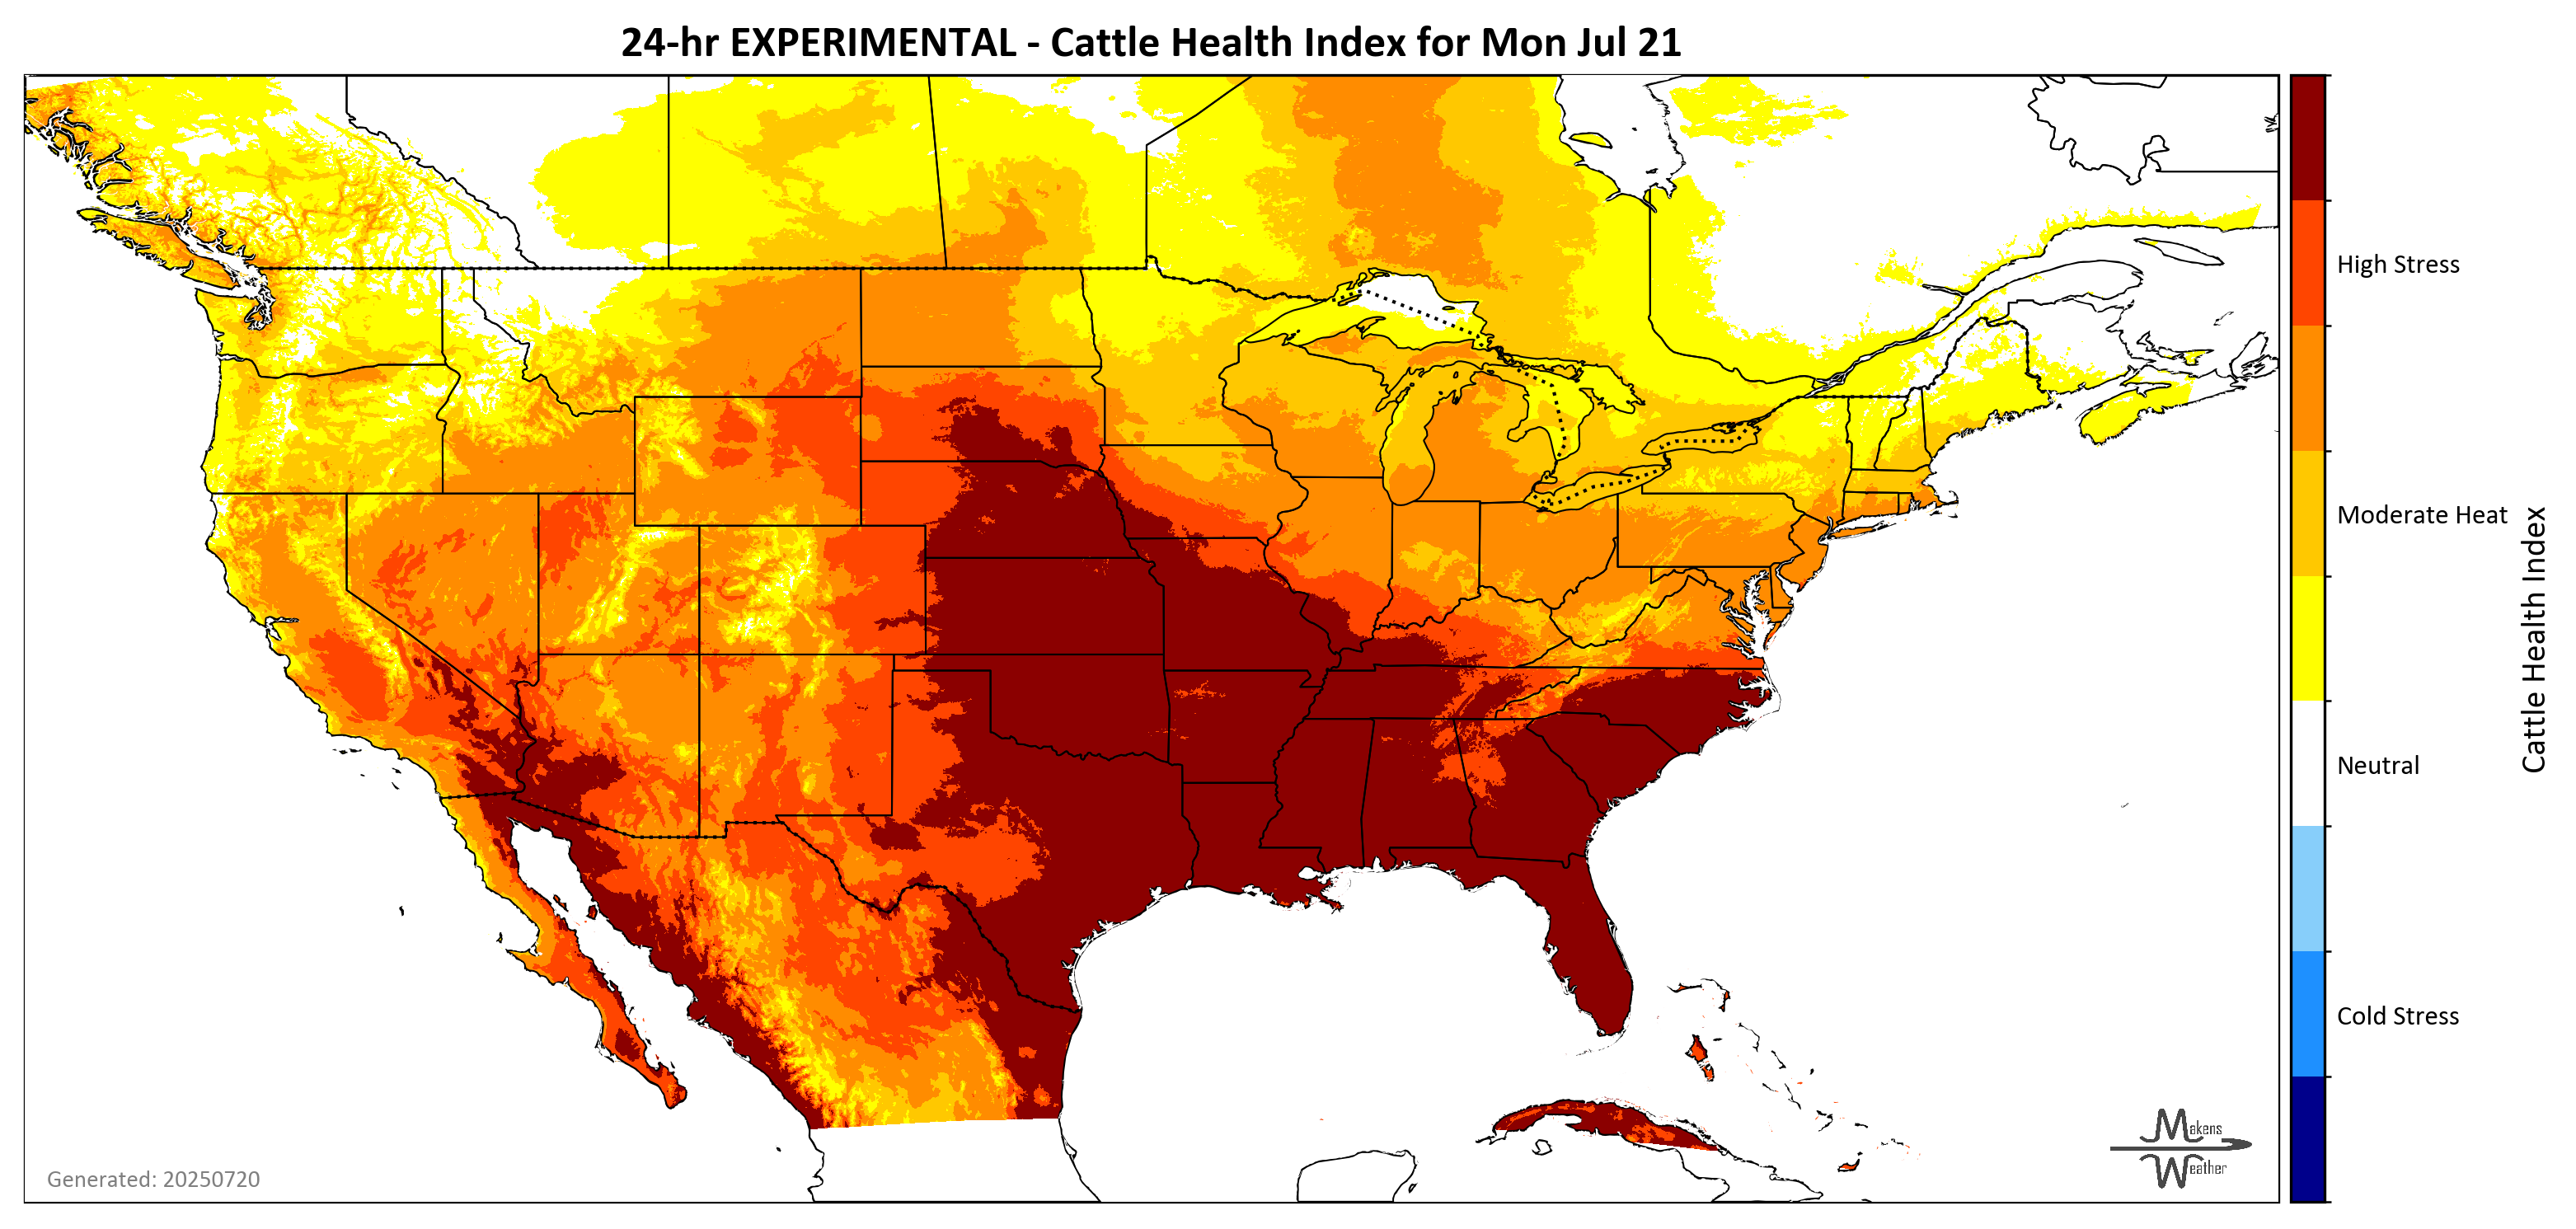 24-hr EXPERIMENTAL - Cattle Health Index for Mon Jul 21
High Stress
Moderate Heat
Neutral
Cold Stress
Cattle Health Index
Generated: 20250720
Makens
Weather